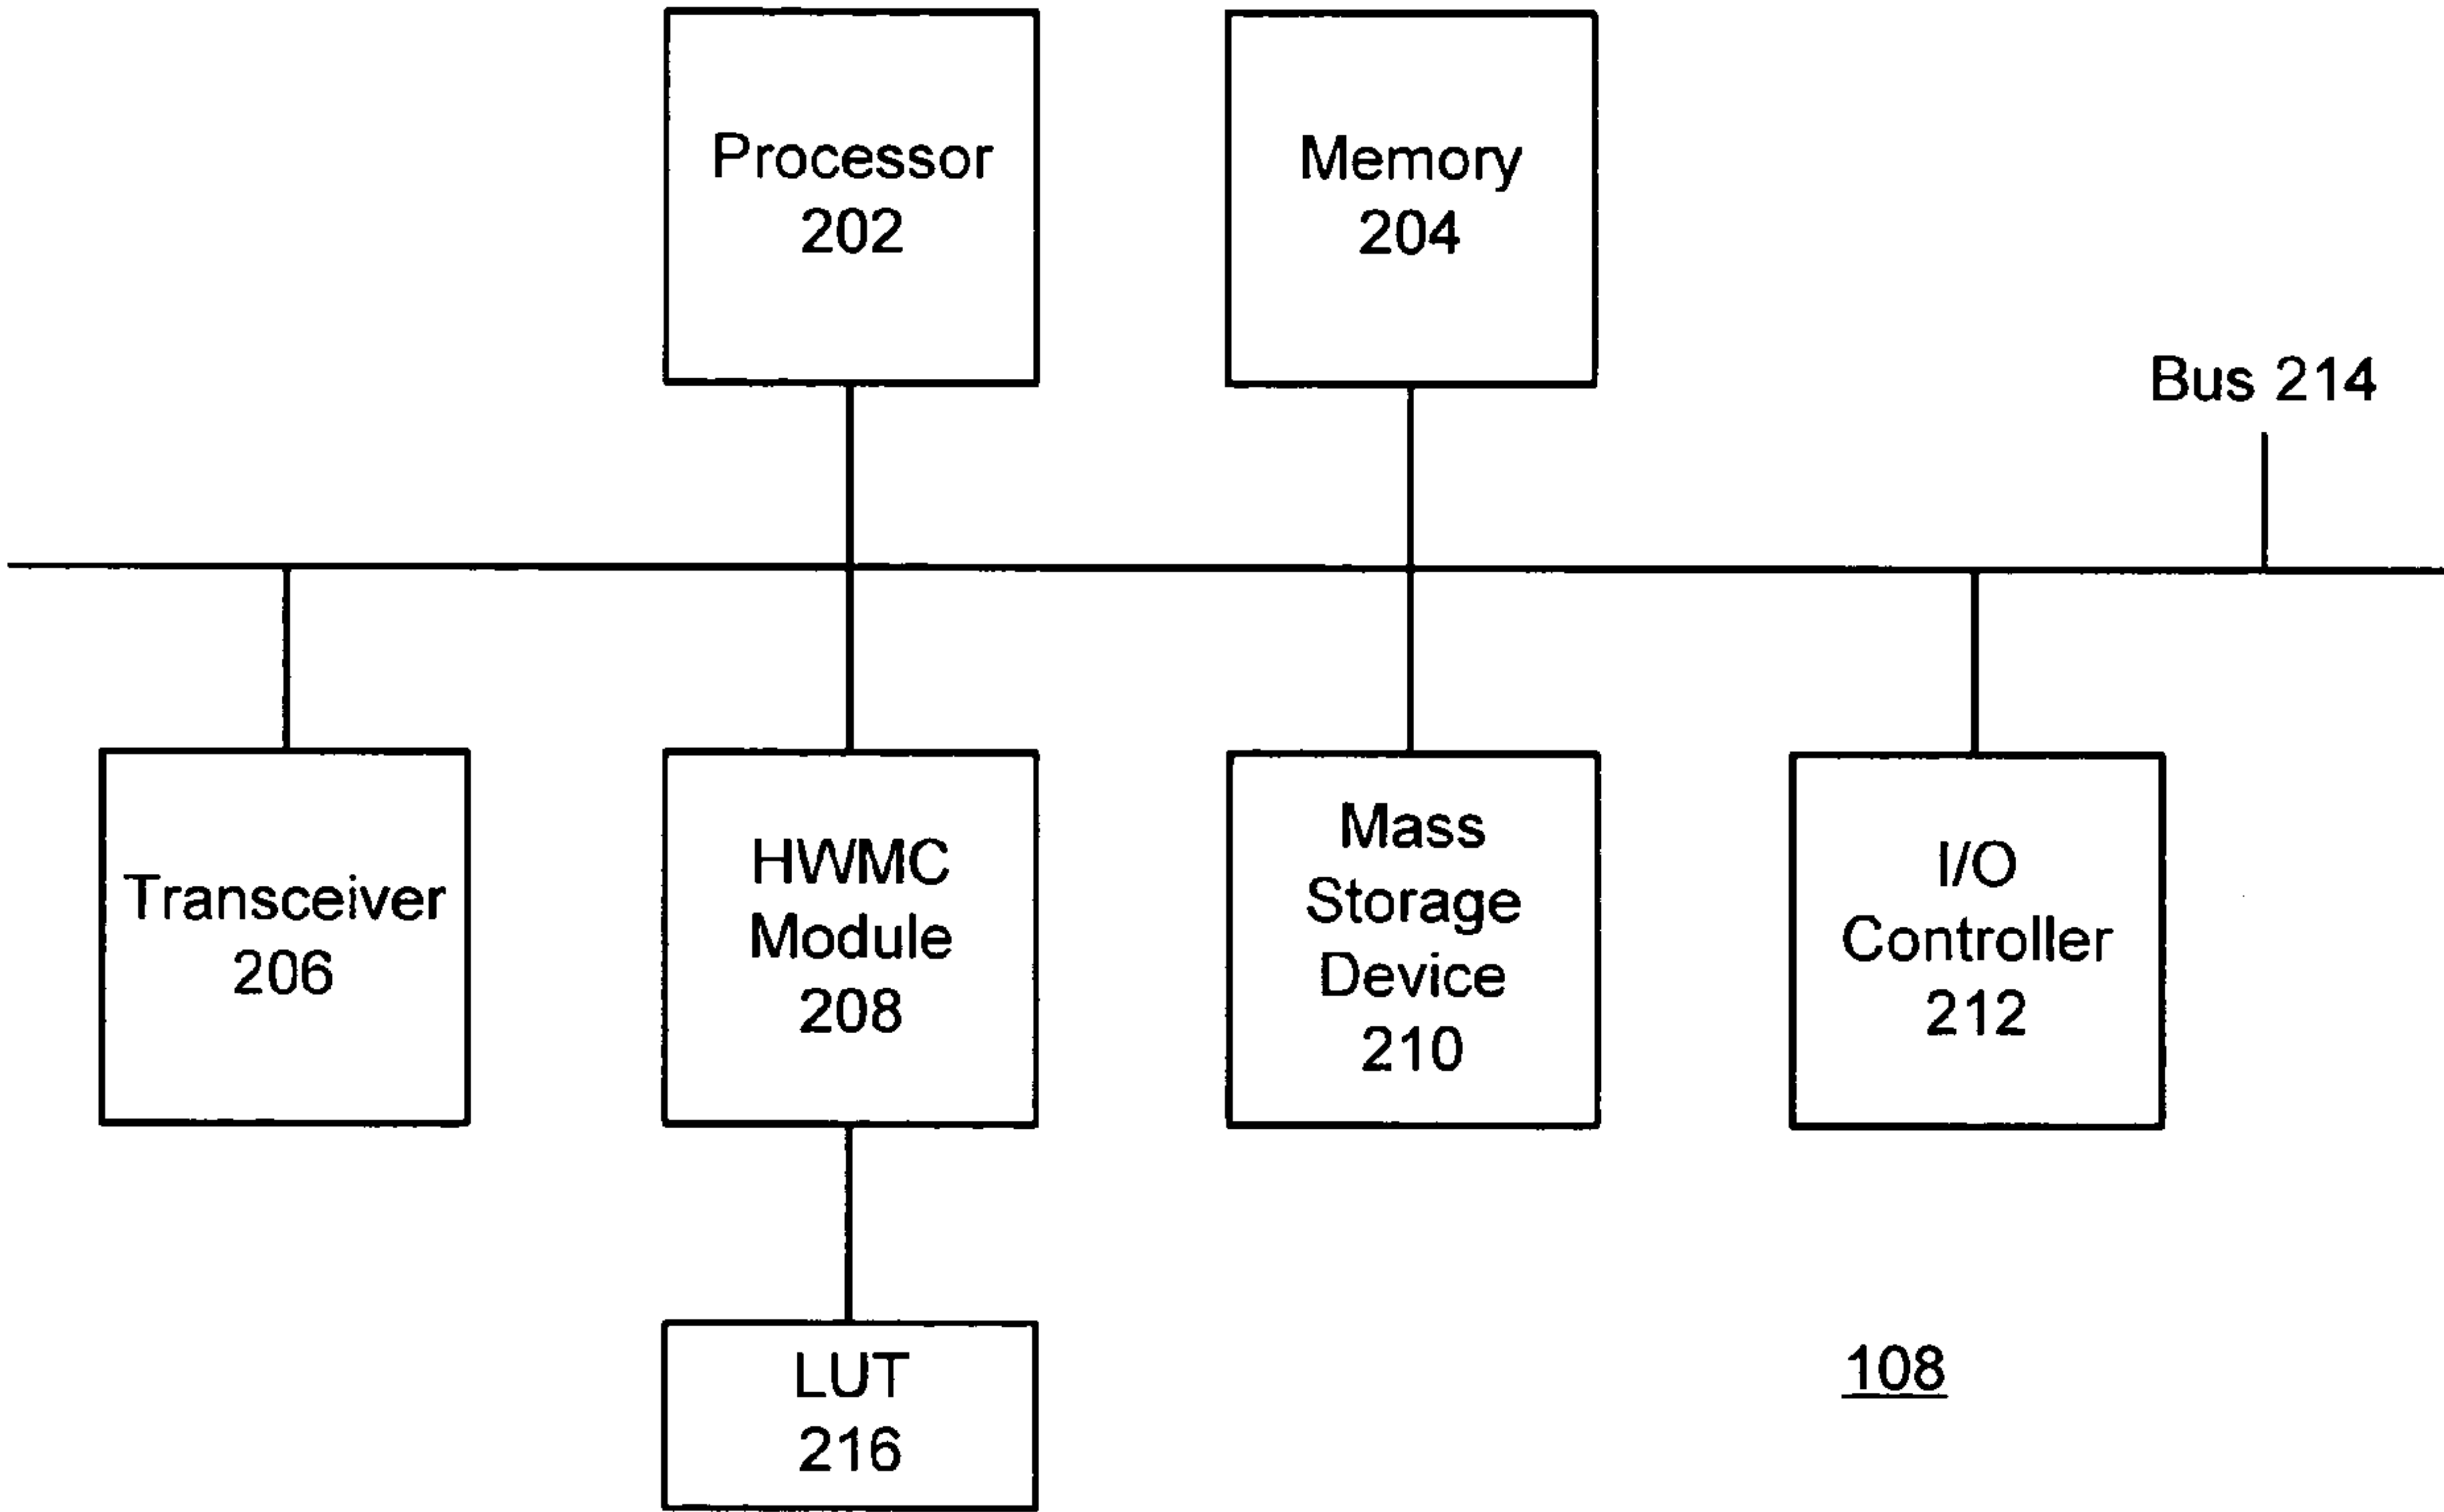 Processor
202
Memory
204
Bus 214
Transceiver
206
HWMC
Module
208
Mass
Storage
Device
210
I/O
Controller
212
LUT
216
108